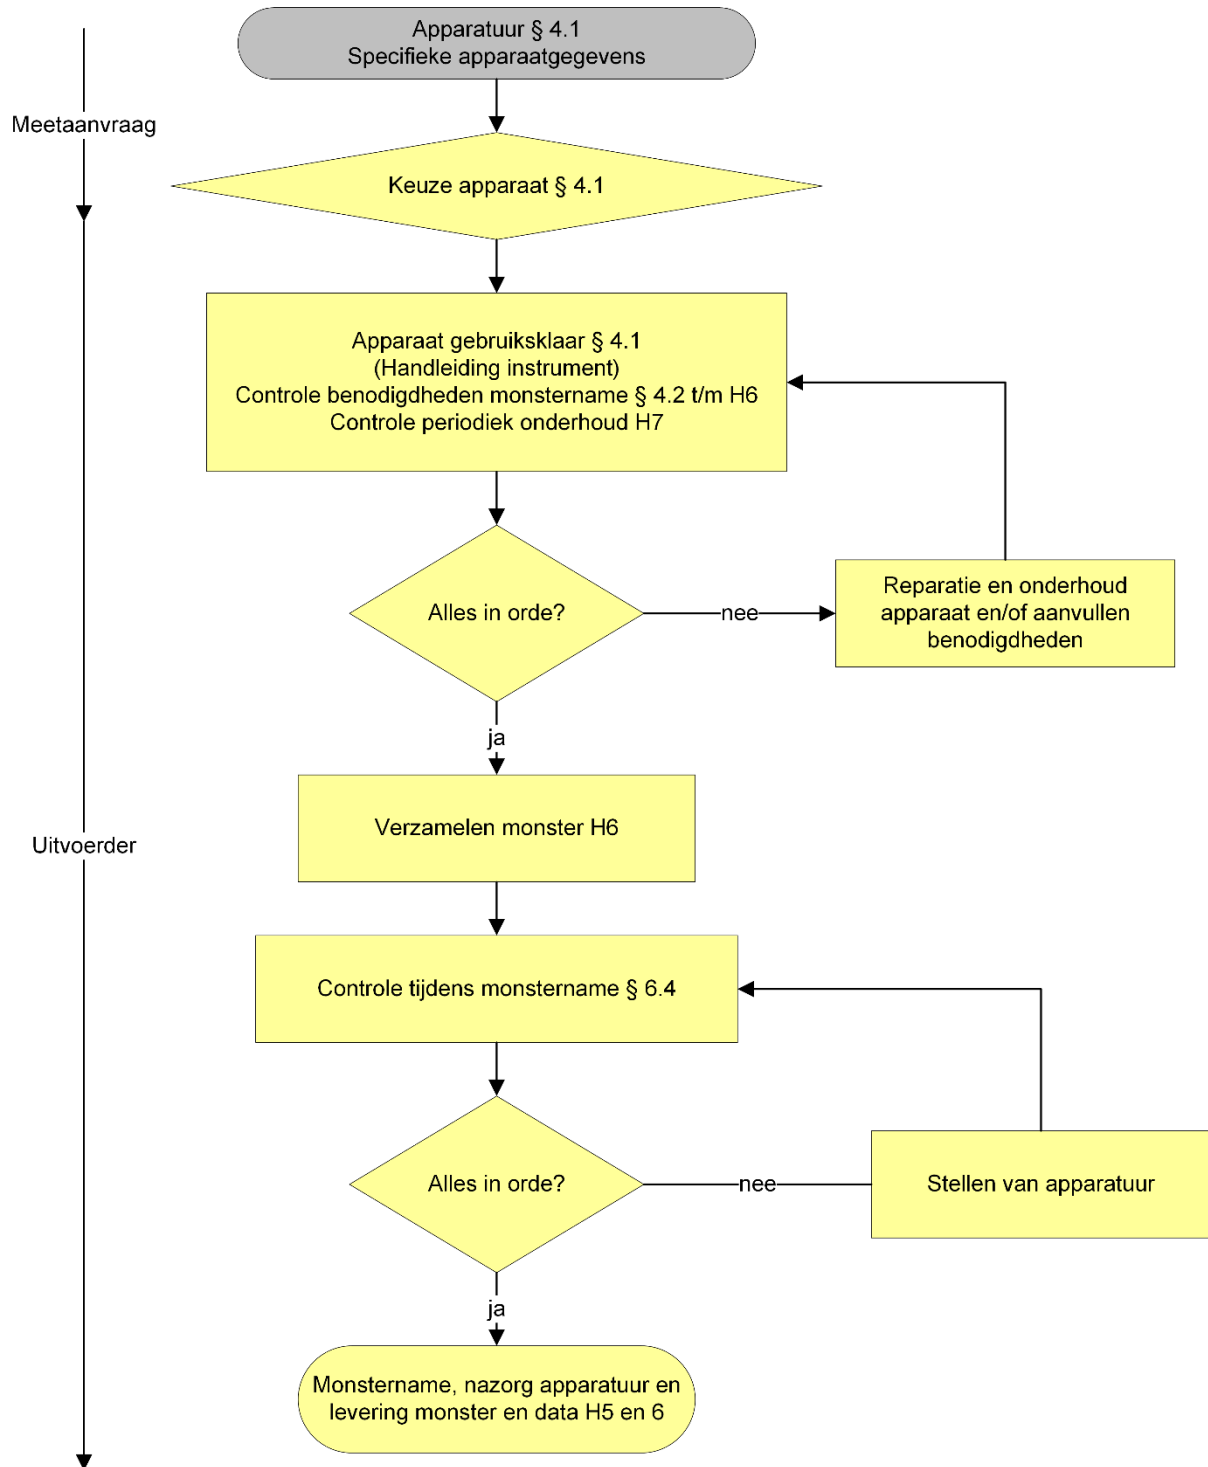 Apparatuur § 4.1
Specifieke apparaatgegevens
Meetaanvraag
Keuze apparaat § 4.1
Apparaat gebruiksklaar § 4.1
(Handleiding instrument)
Controle benodigdheden monstername § 4.2 t/m H6
Controle periodiek onderhoud H7
Alles in orde?
nee
Reparatie en onderhoud
apparaat en/of aanvullen
benodigdheden
ja
Verzamelen monster H6
Uitvoerder
Controle tijdens monstername § 6.4
Alles in orde?
nee
Stellen van apparatuur
ja
Monstername, nazorg apparatuur en
levering monster en data H5 en 6